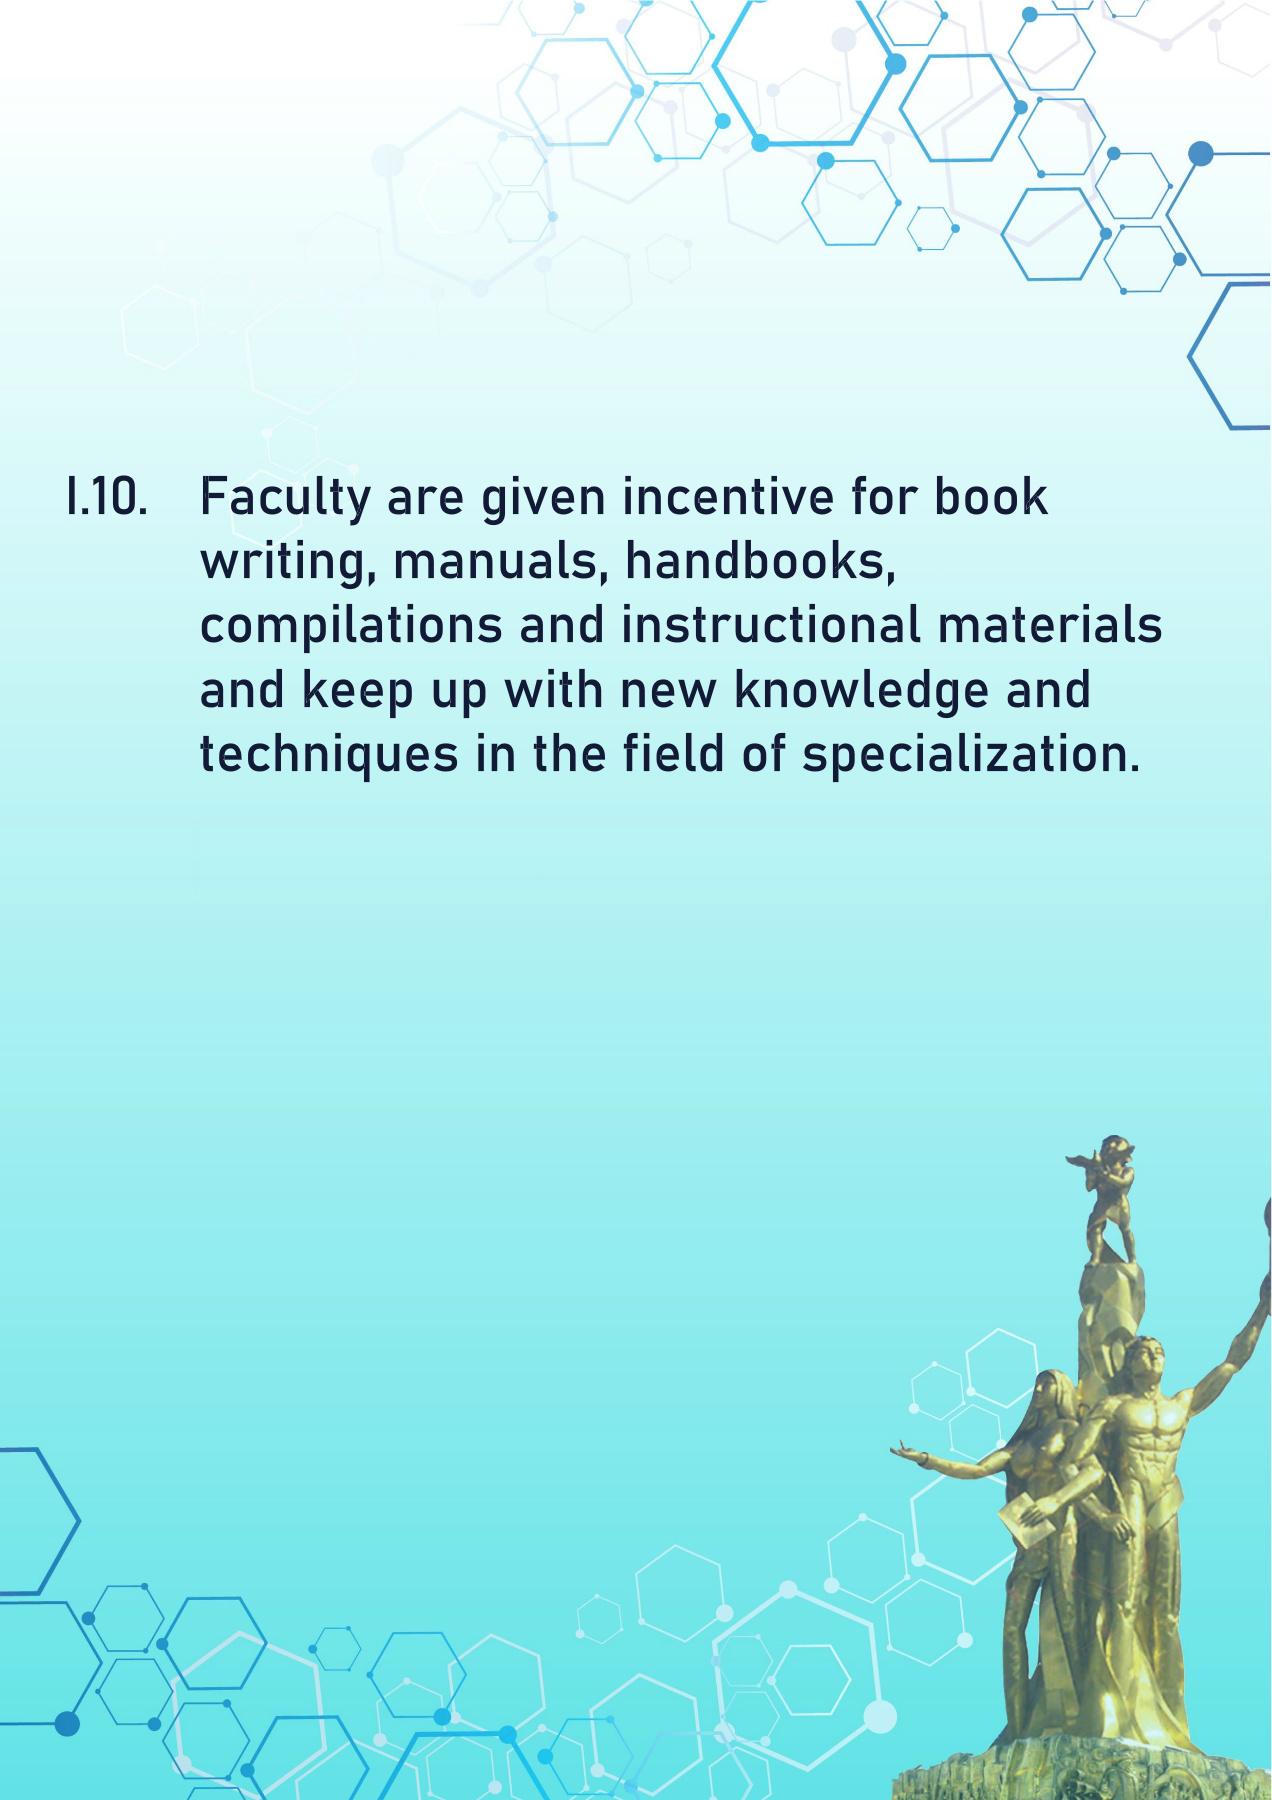 I.10. Faculty are given incentive for book
writing, manuals, handbooks,
compilations and instructional materials
and keep up with new knowledge and
techniques in the field of specialization.